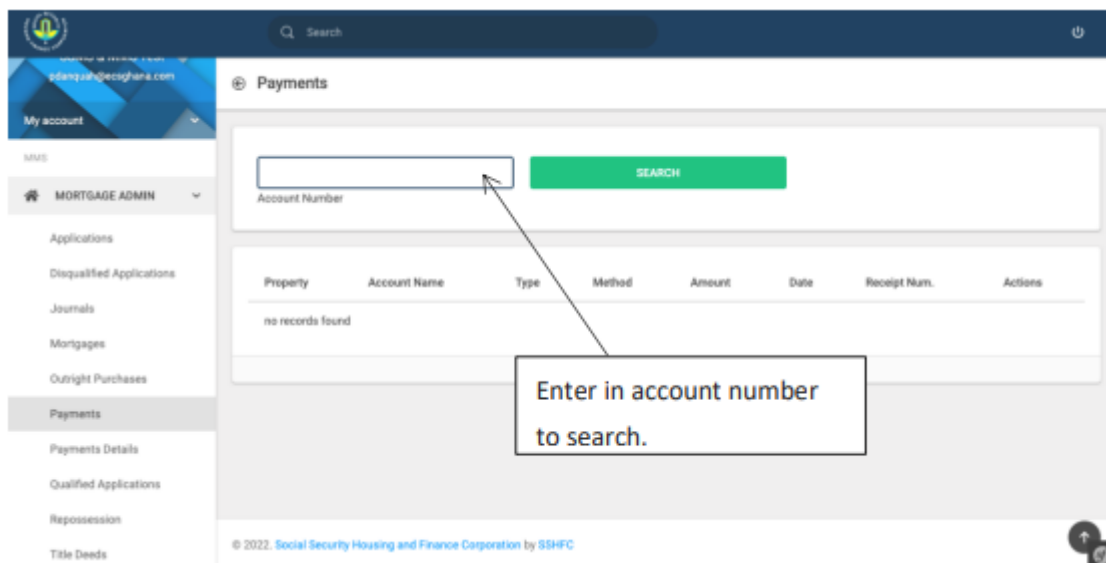 Search
pdanquah@ecsghana.com
My account
MMS
MORTGAGE ADMIN
Applications
Disqualified Applications
Journals
Mortgages
Outright Purchases
Payments
Payments Details
Qualified Applications
Repossession
Title Deeds
Payments
SEARCH
Account Number
Property Account Name Type Method Amount Date Receipt Num. Actions
no records found
Enter in account number
to search.
© 2022. Social Security Housing and Finance Corporation by SSHFC